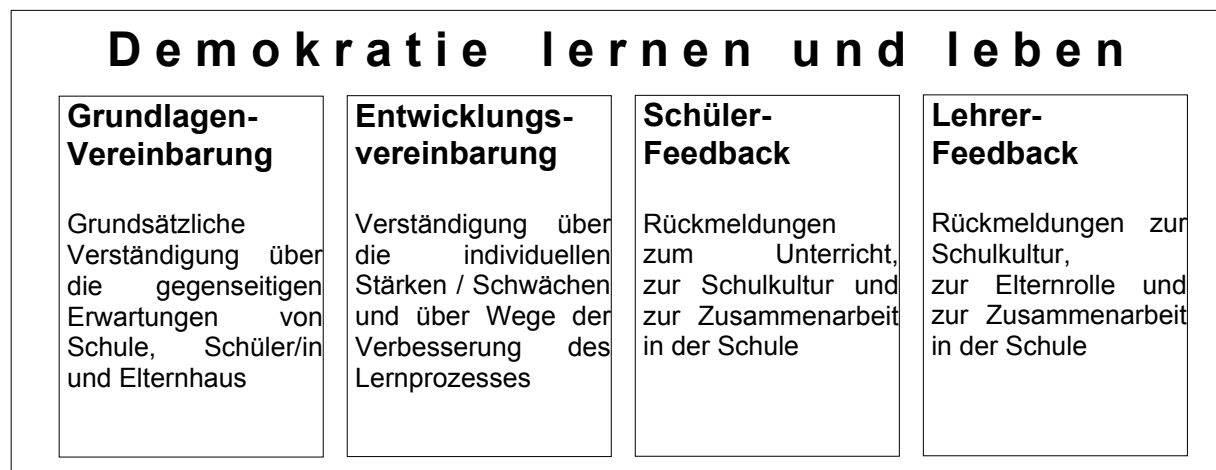 Demokratie lernen und leben
Grundlagen-
Vereinbarung
Grundsätzliche
Verständigung über
die gegenseitigen
Erwartungen von
Schule, Schüler/in
und Elternhaus
Entwicklungs-
vereinbarung
Verständigung über
die individuellen
Stärken / Schwächen
und über Wege der
Verbesserung des
Lernprozesses
Schüler-
Feedback
Rückmeldungen
zum Unterricht,
zur Schulkultur und
zur Zusammenarbeit
in der Schule
Lehrer-
Feedback
Rückmeldungen zur
Schulkultur,
zur Elternrolle und
zur Zusammenarbeit
in der Schule